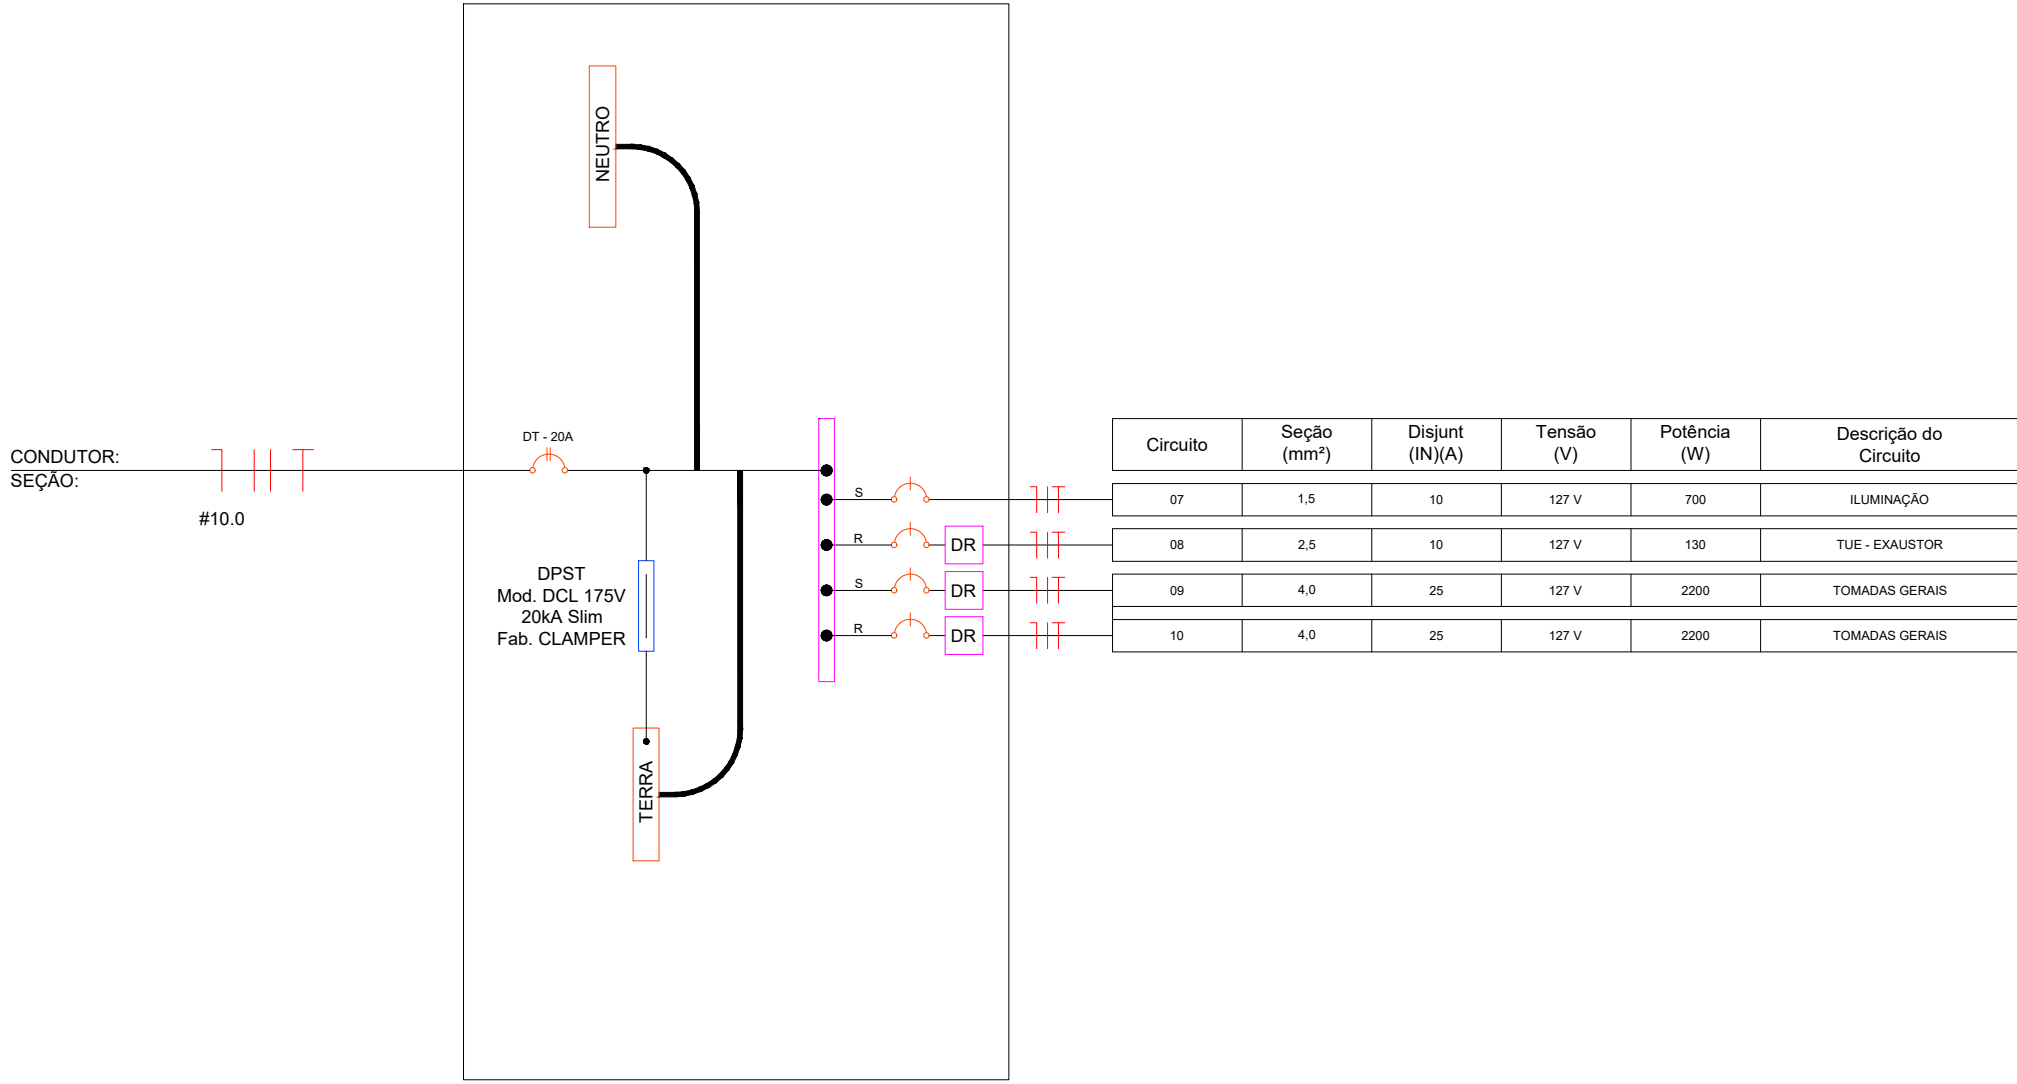 NEUTRO
CONDUTOR:
SEÇÃO:
#10.0
DT - 20A
DPST
Mod. DCL 175V
20kA Slim
Fab. CLAMPER
TERRA
Circuito Seção (mm²) Disjunt (IN)(A) Tensão (V) Potência (W) Descrição do Circuito
S 07 1,5 10 127 V 700 ILUMINAÇÃO
R DR 08 2,5 10 127 V 130 TUE - EXAUSTOR
S DR 09 4,0 25 127 V 2200 TOMADAS GERAIS
R DR 10 4,0 25 127 V 2200 TOMADAS GERAIS